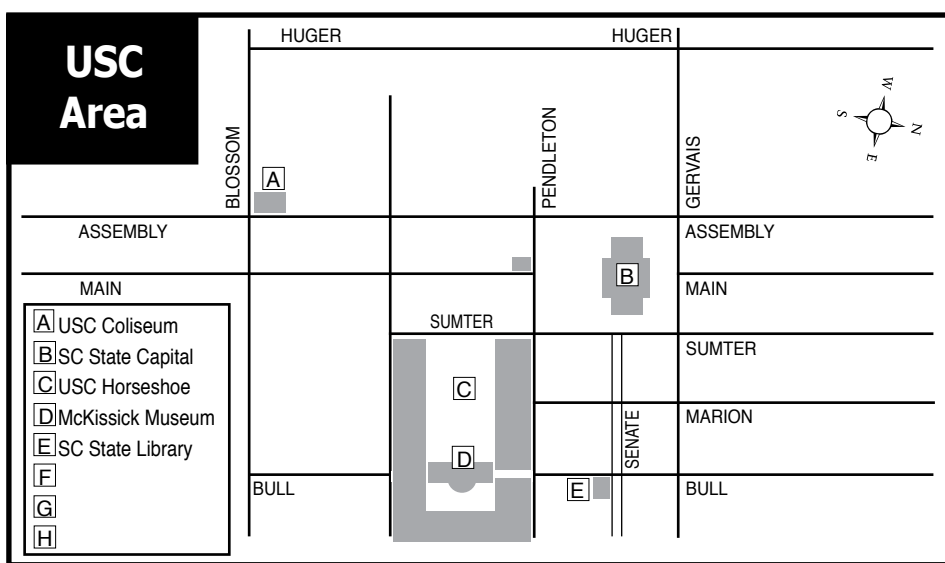 USC
Area
HUGER
HUGER
BLOSSOM
PENDLETON
GERVAIS
W
N
S
E
A
ASSEMBLY
ASSEMBLY
B
MAIN
MAIN
SUMTER
SUMTER
C
MARION
SENATE
D
BULL
E
BULL
A USC Coliseum
B SC State Capital
C USC Horseshoe
D McKissick Museum
E SC State Library
F
G
H